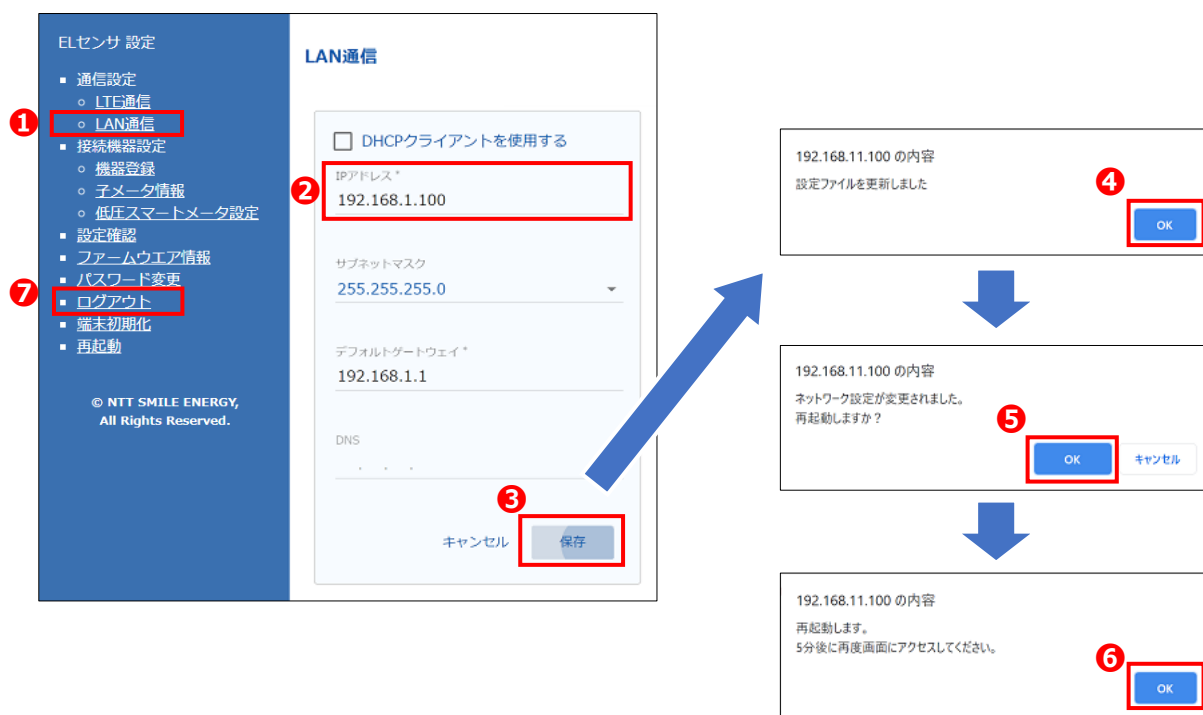 ELセンサ 設定
▪ 通信設定
○ LTE通信
❶
○ LAN通信
▪ 接続機器設定
○ 機器登録
○ 子メータ情報
○ 低圧スマートメータ設定
▪ 設定確認
▪ ファームウエア情報
▪ パスワード変更
❼
▪ ログアウト
▪ 端末初期化
▪ 再起動
© NTT SMILE ENERGY,
All Rights Reserved.
LAN通信
DHCPクライアントを使用する
❷
IPアドレス *
192.168.1.100
サブネットマスク
255.255.255.0
デフォルトゲートウェイ *
192.168.1.1
DNS
. . .
❸
キャンセル 保存
192.168.11.100 の内容
設定ファイルを更新しました
❹
OK
192.168.11.100 の内容
ネットワーク設定が変更されました。
再起動しますか？
❺
OK キャンセル
192.168.11.100 の内容
再起動します。
5分後に再度画面にアクセスしてください。
❻
OK